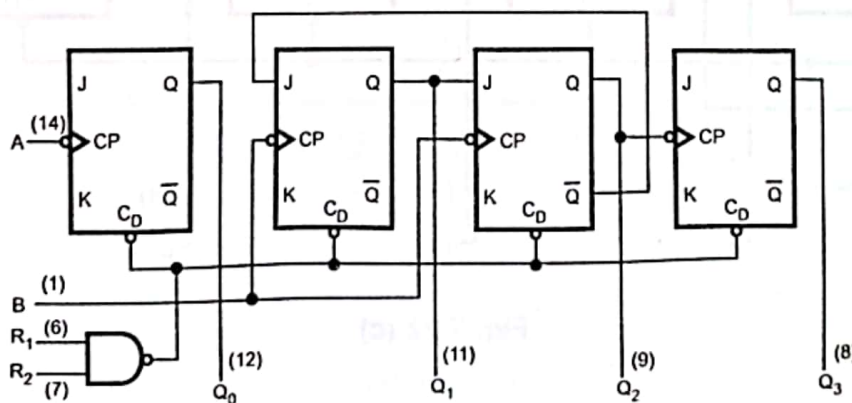 J Q J Q J Q J Q
A (14) CP CP CP CP
K Q̅ K Q̅ K Q̅ K Q̅
C_D C_D C_D C_D
B (1)
R₁ (6)
R₂ (7)
(12) (11) (9) (8)
Q₀ Q₁ Q₂ Q₃